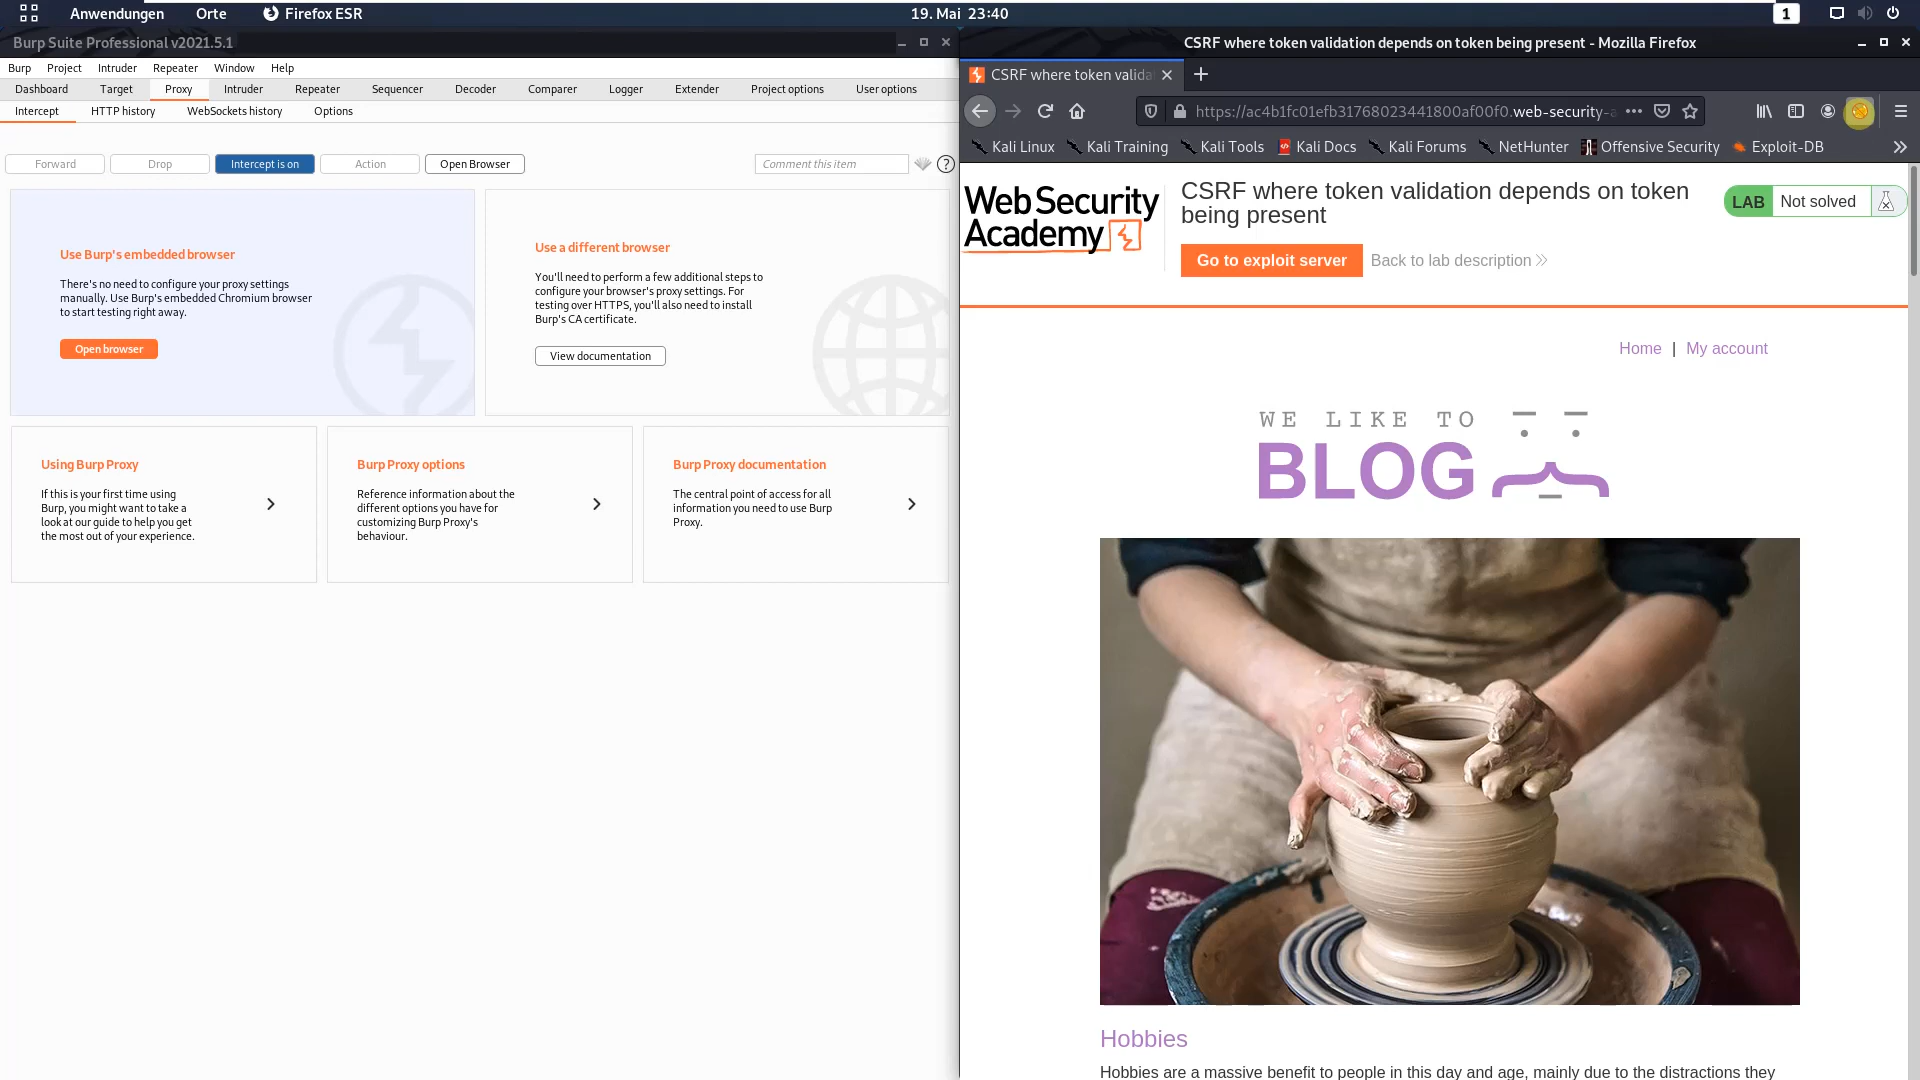 Anwendungen Orte Firefox ESR 19. Mai 23:40 1
Burp Suite Professional v2021.5.1
Burp Project Intruder Repeater Window Help
Dashboard Target Proxy Intruder Repeater Sequencer Decoder Comparer Logger Extender Project options User options
Intercept HTTP history WebSockets history Options
Forward Drop Intercept is on Action Open Browser Comment this item ?
Use Burp's embedded browser
There's no need to configure your proxy settings
manually. Use Burp's embedded Chromium browser
to start testing right away.
Open browser
Use a different browser
You'll need to perform a few additional steps to
configure your browser's proxy settings. For
testing over HTTPS, you'll also need to install
Burp's CA certificate.
View documentation
Using Burp Proxy
If this is your first time using
Burp, you might want to take a
look at our guide to help you get
the most out of your experience.
Burp Proxy options
Reference information about the
different options you have for
customizing Burp Proxy's
behaviour.
Burp Proxy documentation
The central point of access for all
information you need to use Burp
Proxy.
CSRF where token validation depends on token being present - Mozilla Firefox
CSRF where token valida
https://ac4b1fc01efb31768023441800af00f0.web-security-a
Kali Linux Kali Training Kali Tools Kali Docs Kali Forums NetHunter Offensive Security Exploit-DB
Web Security
Academy
CSRF where token validation depends on token
being present
LAB Not solved
Go to exploit server Back to lab description
Home | My account
WE LIKE TO
BLOG
Hobbies
Hobbies are a massive benefit to people in this day and age, mainly due to the distractions they